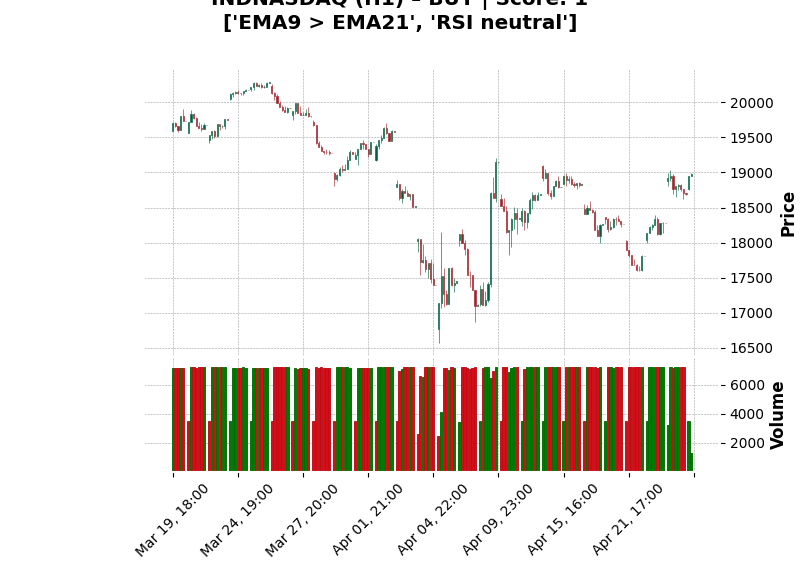 INDNASDAQ (H1) – BUY | Score: 1
['EMA9 > EMA21', 'RSI neutral']
20000
19500
19000
18500
18000
17500
17000
16500
Price
6000
4000
2000
Volume
Mar 19, 18:00
Mar 24, 19:00
Mar 27, 20:00
Apr 01, 21:00
Apr 04, 22:00
Apr 09, 23:00
Apr 15, 16:00
Apr 21, 17:00